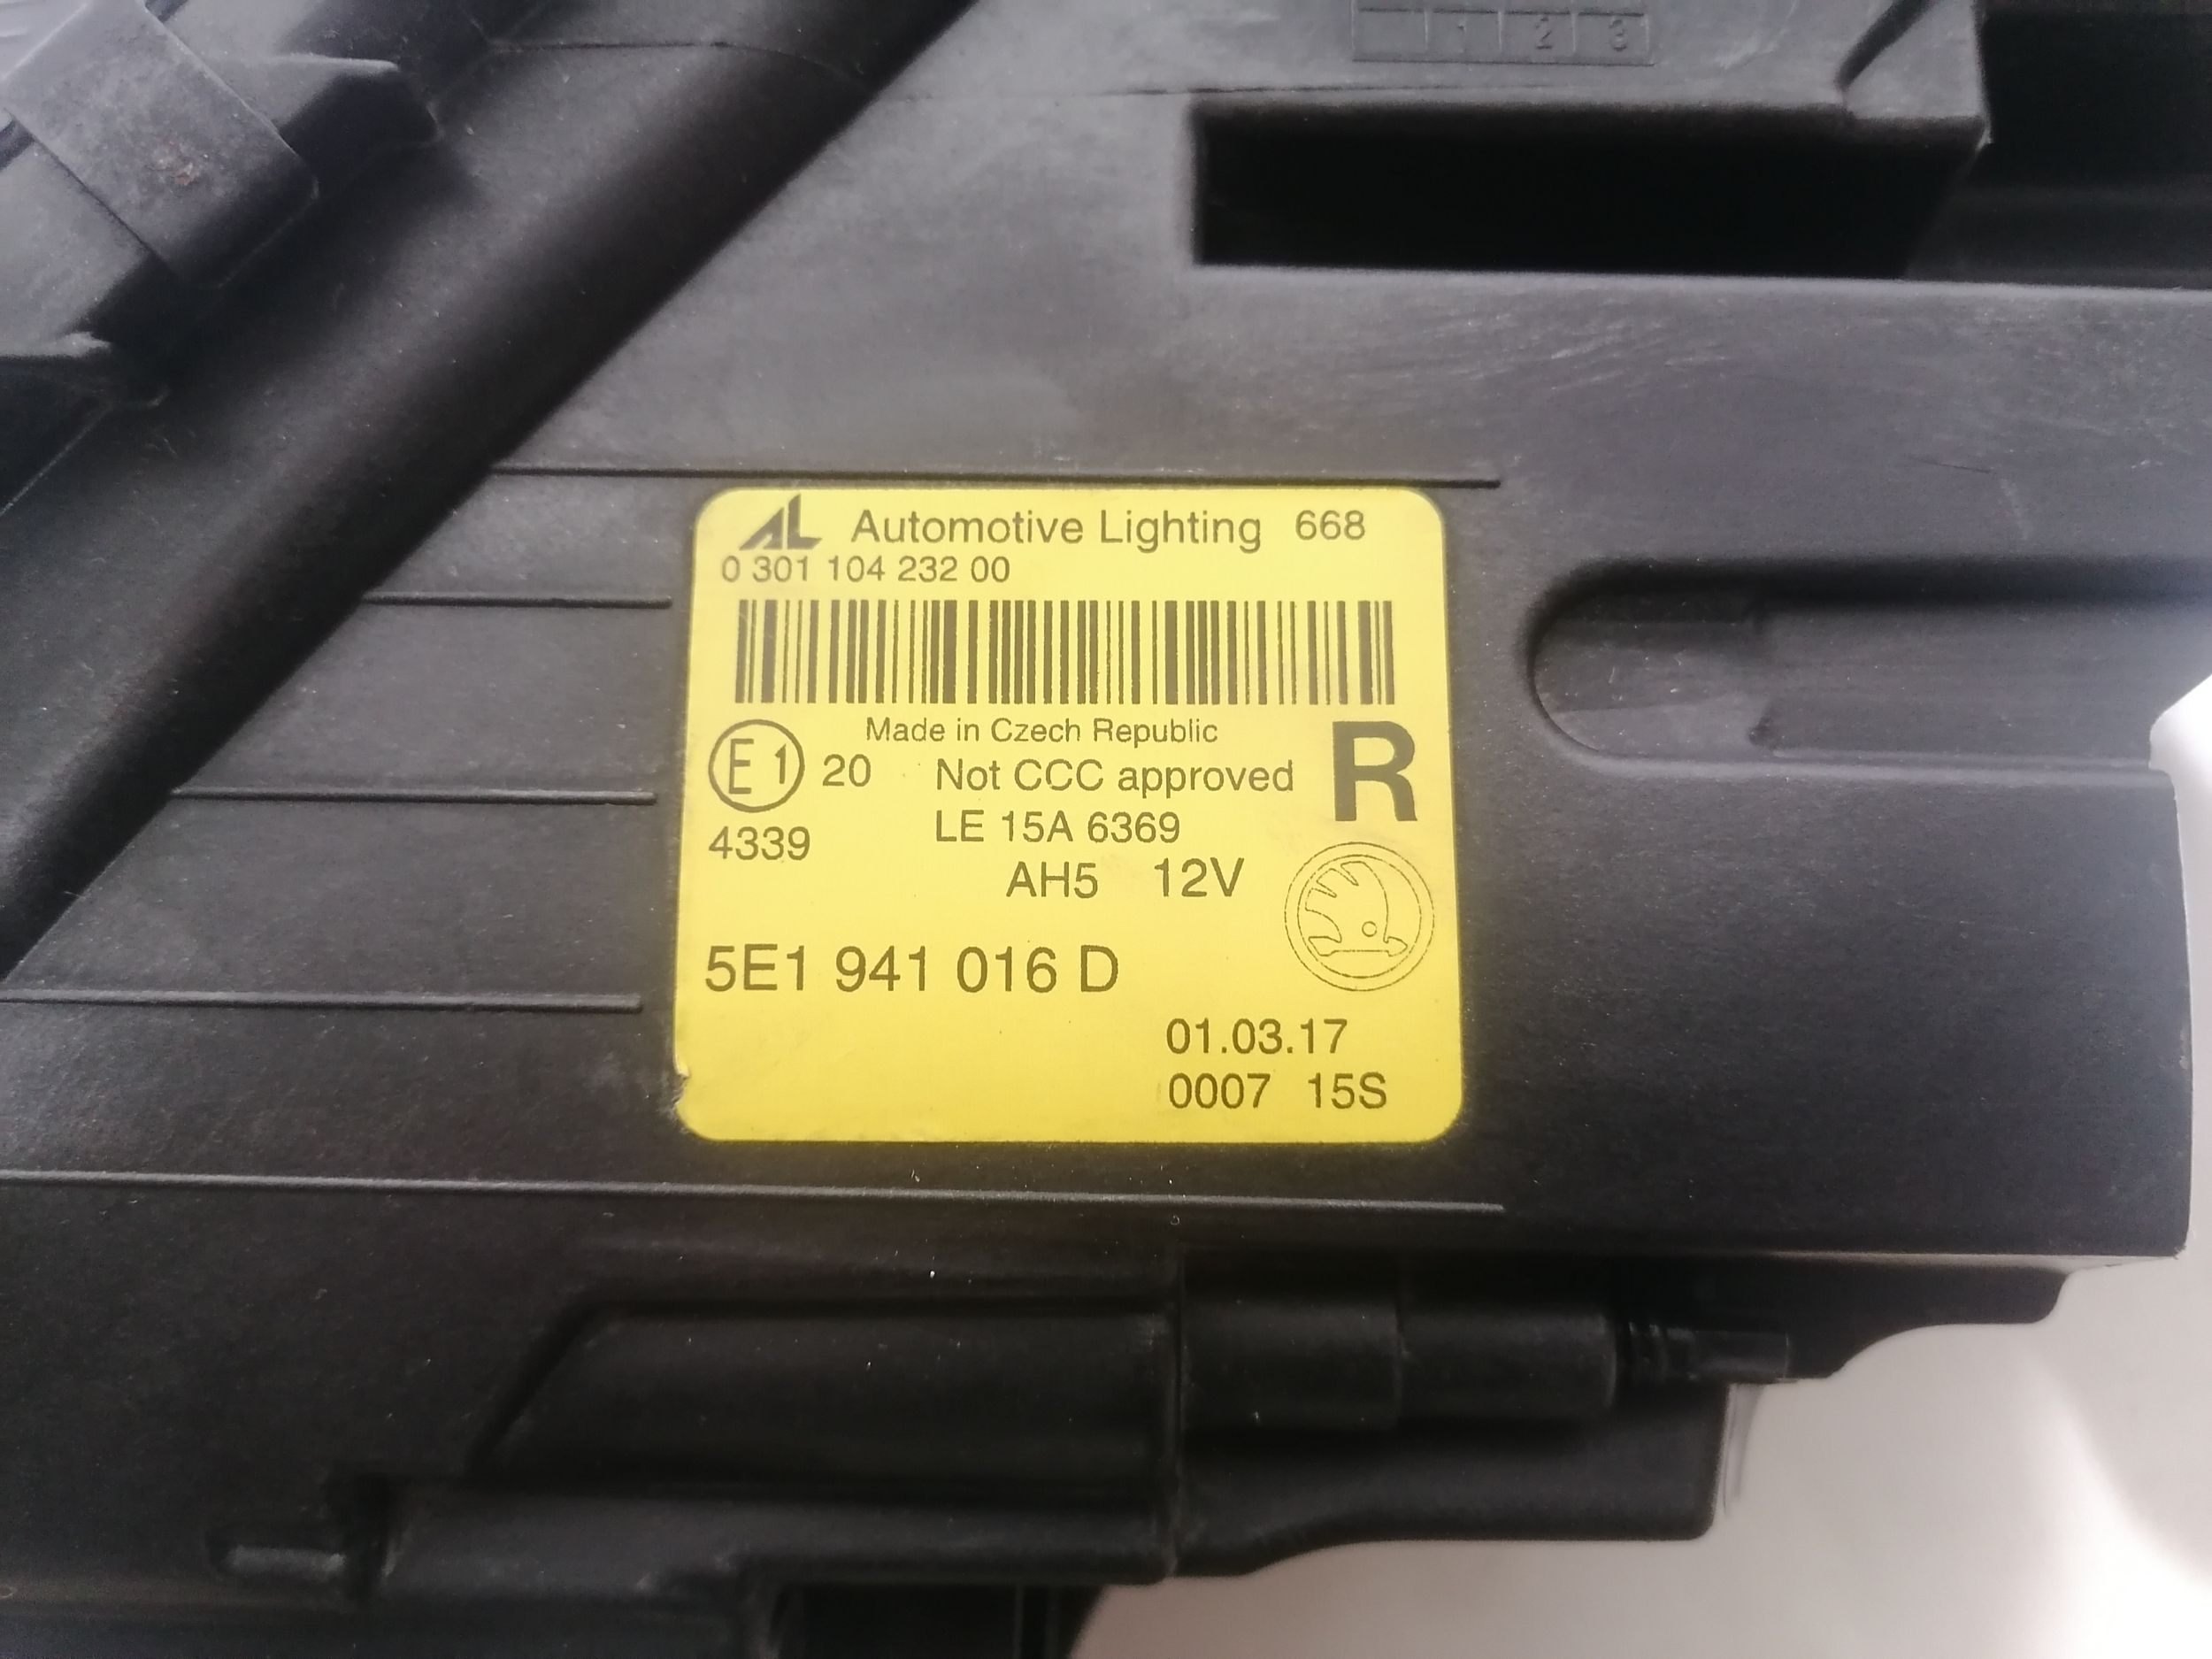 1 2 3
AL Automotive Lighting 668
0 301 104 232 00
Made in Czech Republic
E1 20 Not CCC approved R
4339 LE 15A 6369
AH5 12V
5E1 941 016 D
01.03.17
0007 15S